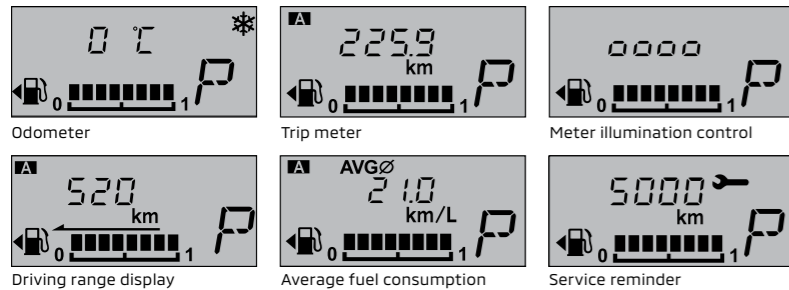 0 °C
P
0 1
Odometer
A
225.9
km
P
0 1
Trip meter
oooo
P
0 1
Meter illumination control
A
520
km
P
0 1
Driving range display
A AVGØ
21.0
km/L
P
0 1
Average fuel consumption
5000
km
P
0 1
Service reminder